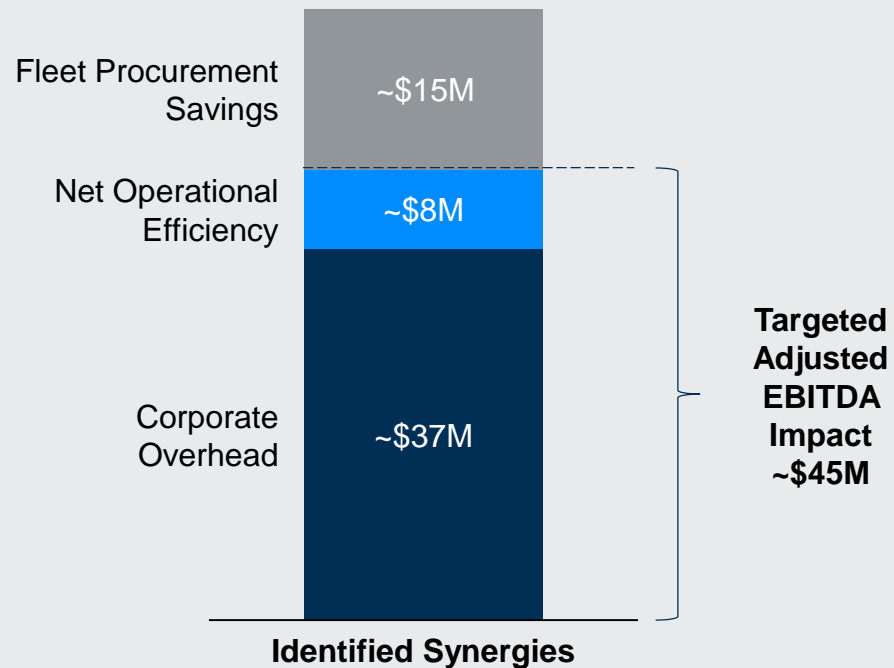 Fleet Procurement
Savings
~$15M
Net Operational
Efficiency
~$8M
Corporate
Overhead
~$37M
Targeted
Adjusted
EBITDA
Impact
~$45M
Identified Synergies